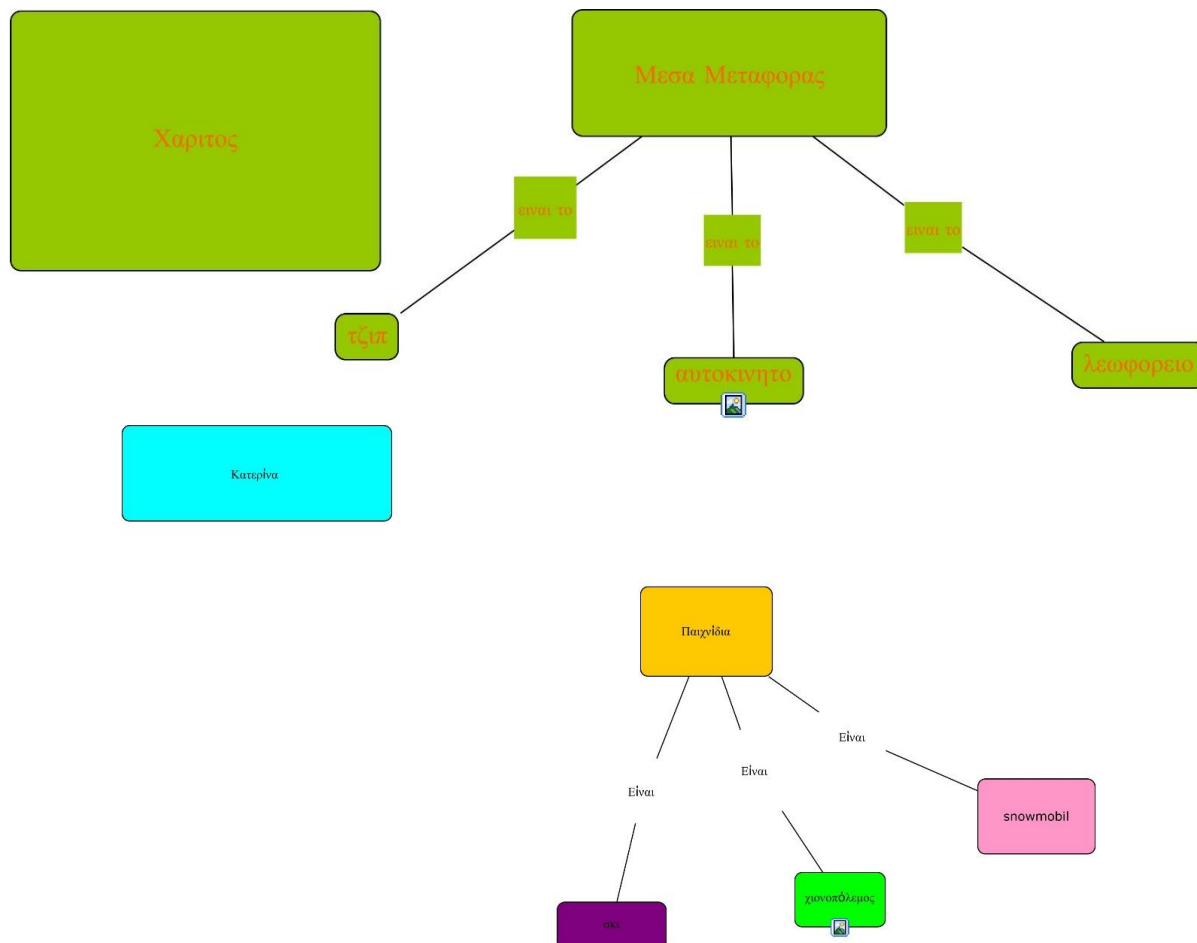 Χαριτος
Μεσα Μεταφορας
ειναι το
ειναι το
ειναι το
τζιπ
αυτοκινητο
λεωφορειο
Κατερίνα
Παιχνίδια
Είναι
Είναι
Είναι
snowmobil
χιονοπόλεμος
σκι